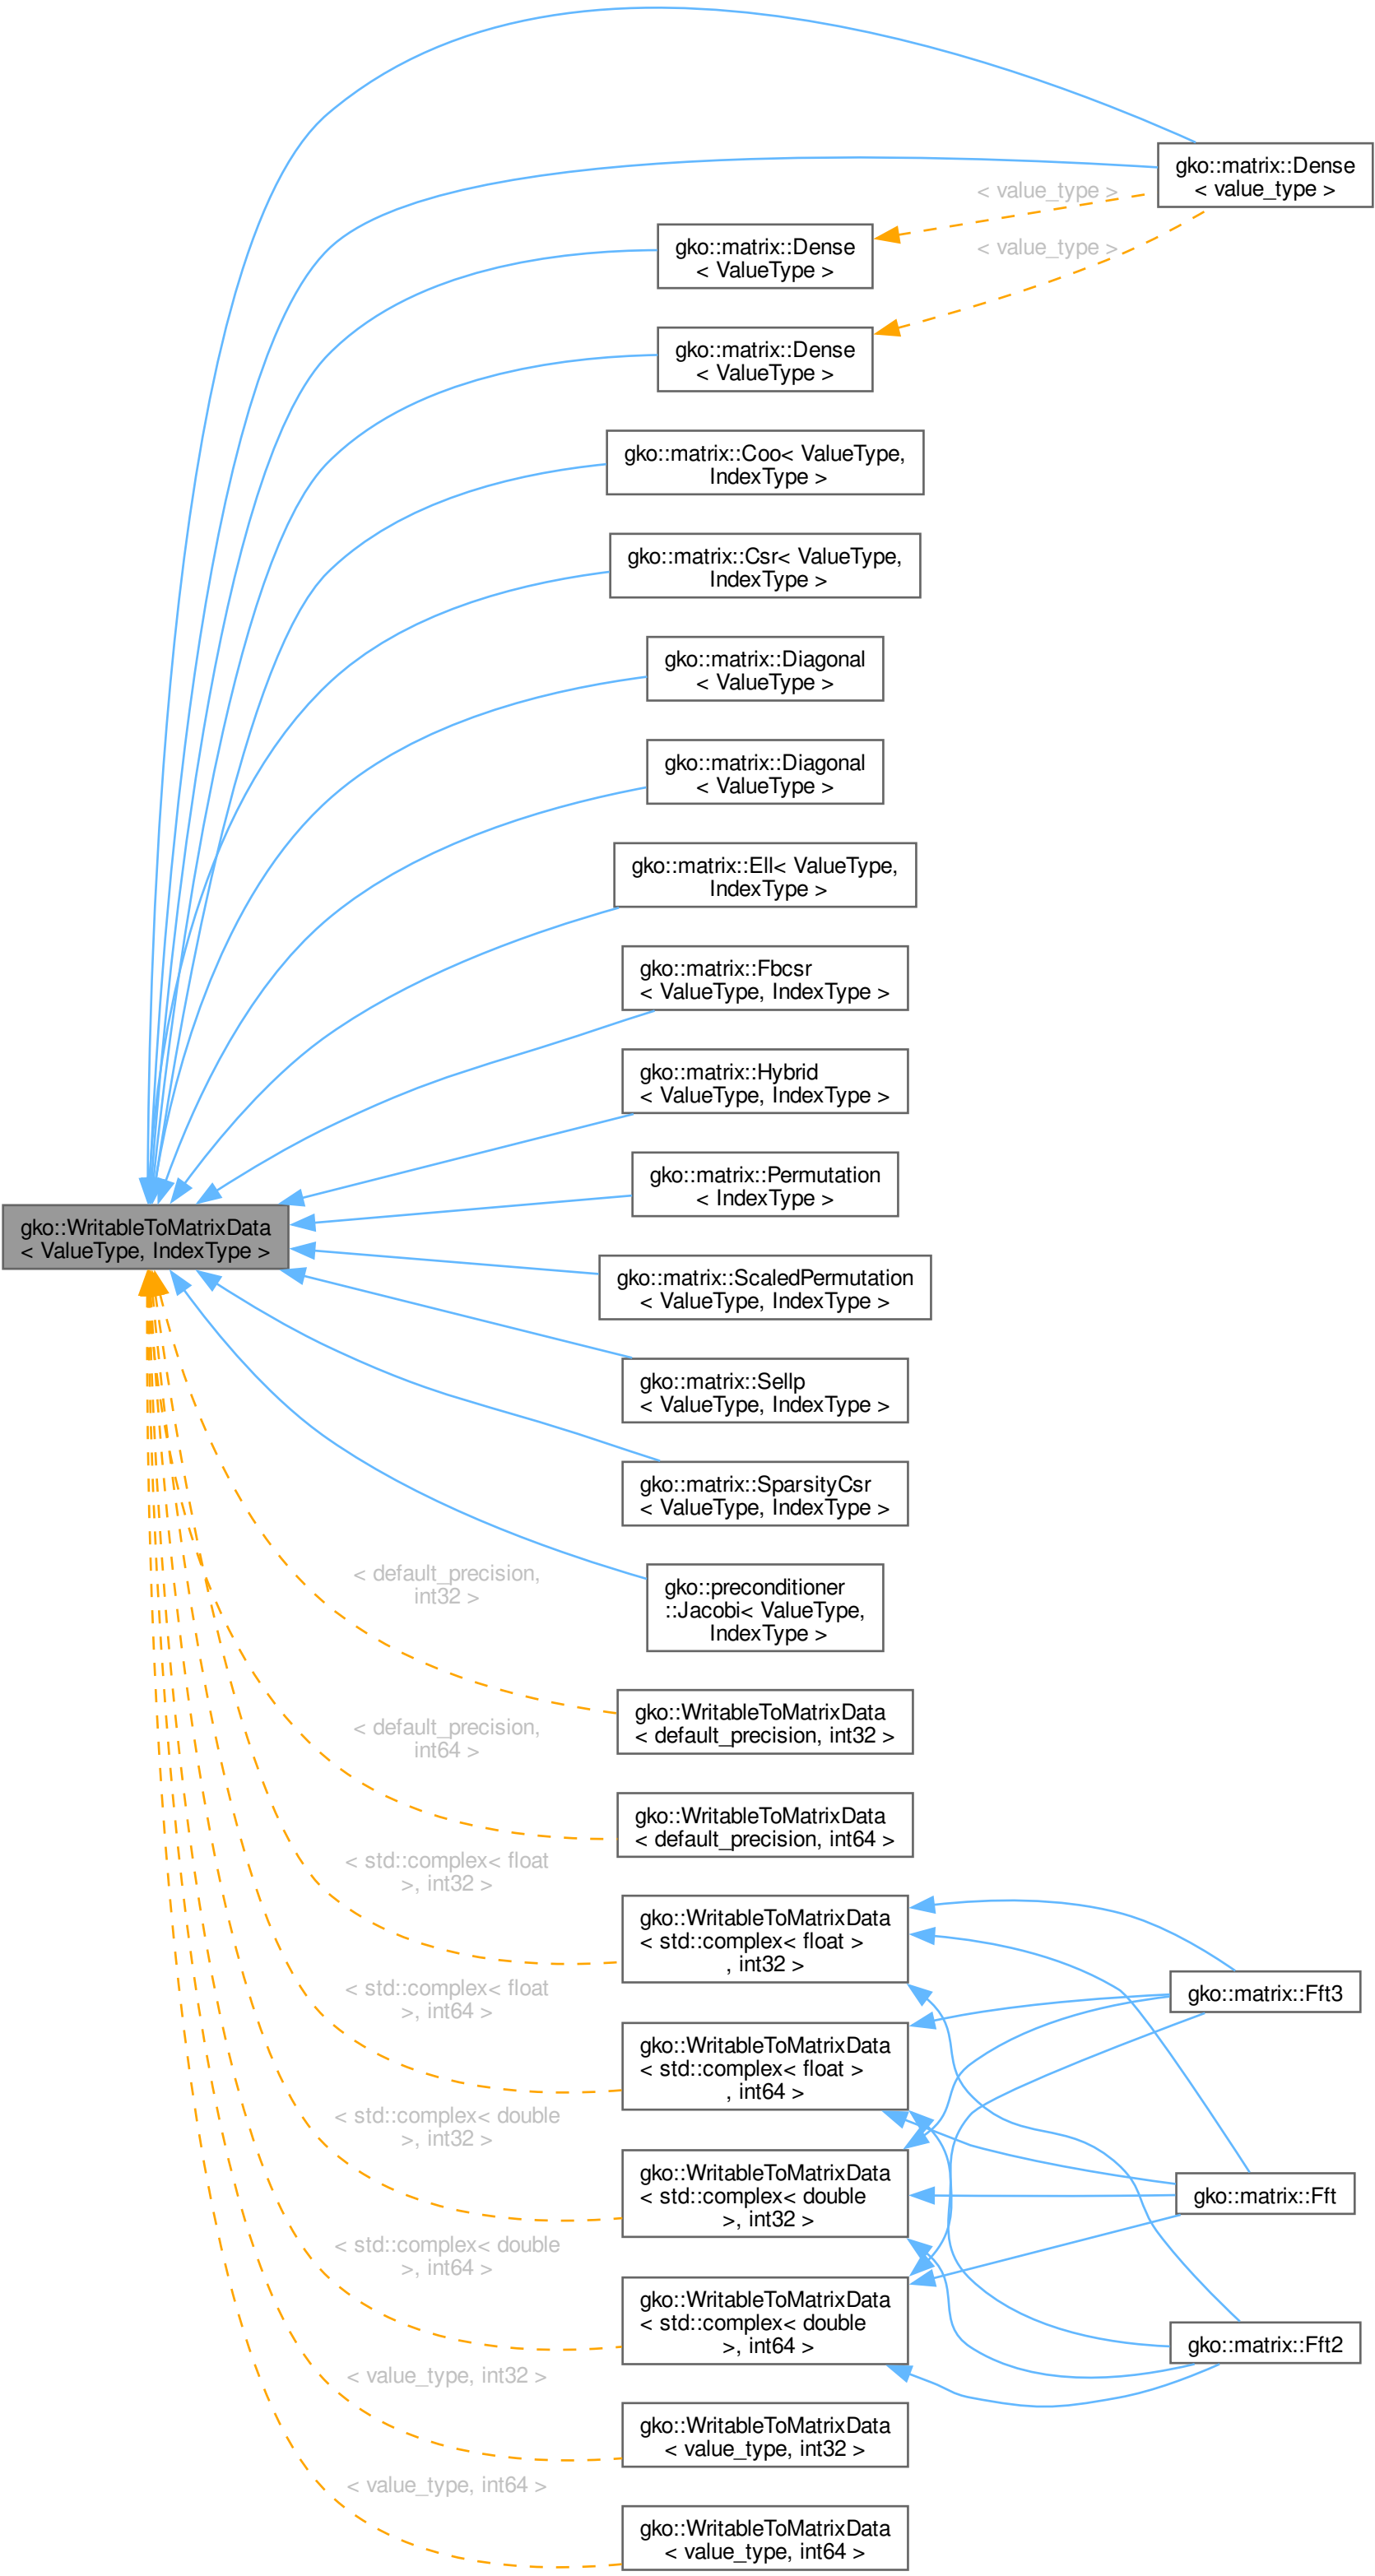 gko::matrix::Dense
< value_type >
< value_type >
gko::matrix::Dense
< ValueType >
< value_type >
gko::matrix::Dense
< ValueType >
gko::matrix::Coo< ValueType,
IndexType >
gko::matrix::Csr< ValueType,
IndexType >
gko::matrix::Diagonal
< ValueType >
gko::matrix::Diagonal
< ValueType >
gko::matrix::Ell< ValueType,
IndexType >
gko::matrix::Fbcsr
< ValueType, IndexType >
gko::matrix::Hybrid
< ValueType, IndexType >
gko::matrix::Permutation
< IndexType >
gko::WritableToMatrixData
< ValueType, IndexType >
gko::matrix::ScaledPermutation
< ValueType, IndexType >
gko::matrix::Sellp
< ValueType, IndexType >
gko::matrix::SparsityCsr
< ValueType, IndexType >
< default_precision,
int32 >
gko::preconditioner
::Jacobi< ValueType,
IndexType >
gko::WritableToMatrixData
< default_precision, int32 >
< default_precision,
int64 >
gko::WritableToMatrixData
< default_precision, int64 >
< std::complex< float
>, int32 >
gko::WritableToMatrixData
< std::complex< float >
, int32 >
gko::matrix::Fft3
< std::complex< float
>, int64 >
gko::WritableToMatrixData
< std::complex< float >
, int64 >
< std::complex< double
>, int32 >
gko::WritableToMatrixData
< std::complex< double
>, int32 >
gko::matrix::Fft
< std::complex< double
>, int64 >
gko::WritableToMatrixData
< std::complex< double
>, int64 >
gko::matrix::Fft2
< value_type, int32 >
gko::WritableToMatrixData
< value_type, int32 >
< value_type, int64 >
gko::WritableToMatrixData
< value_type, int64 >